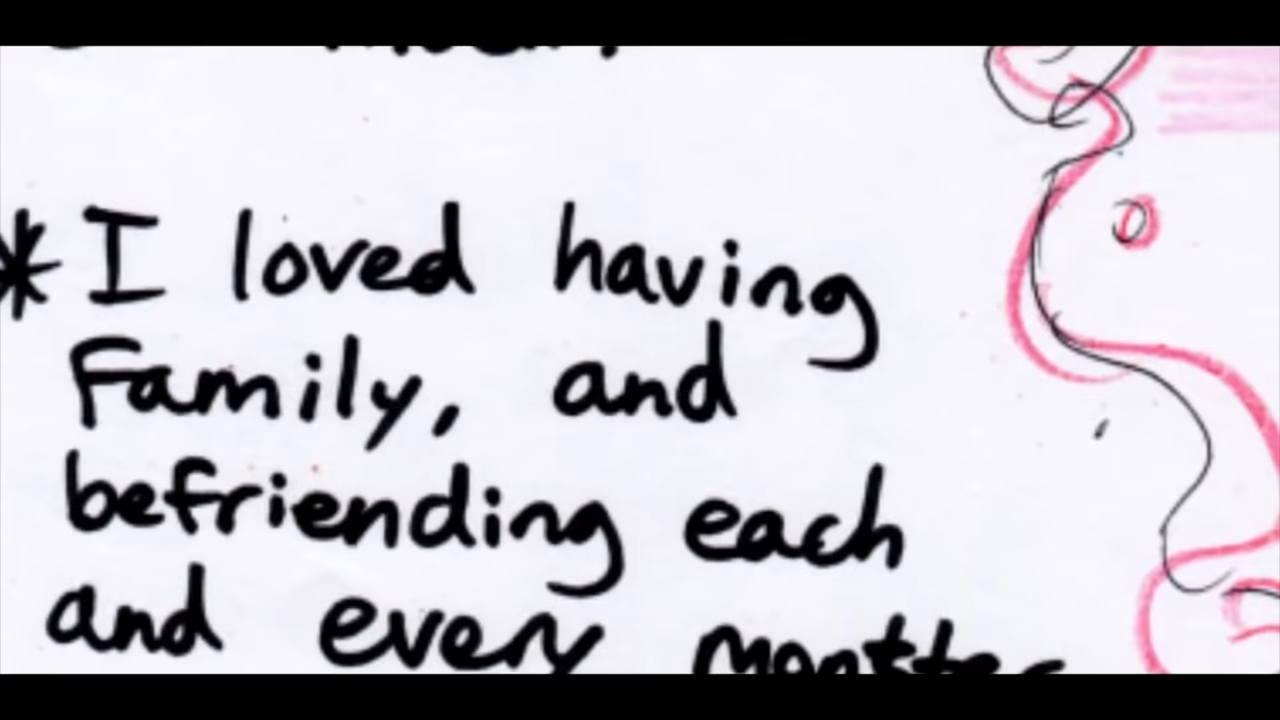 * I loved having
Family, and
befriending each
and every